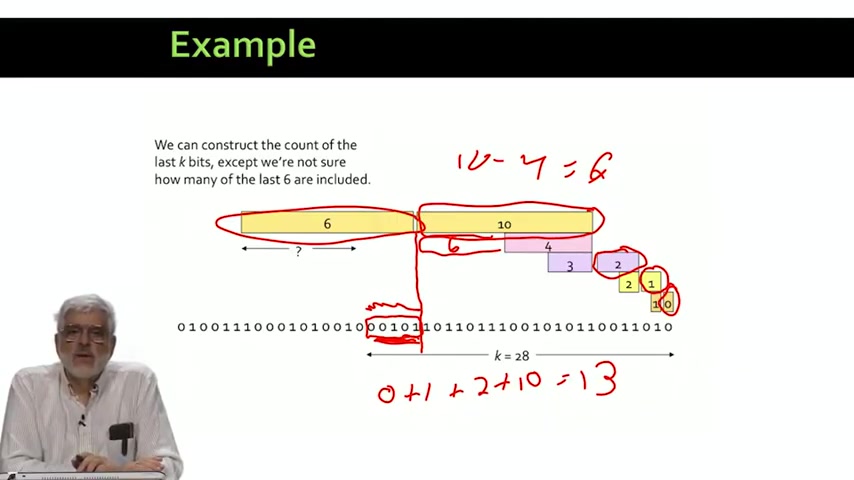 Example
We can construct the count of the
last k bits, except we're not sure
how many of the last 6 are included.
10 - 4 = 6
6
10
?
6
4
3
2
2
1
1
0
0100111000101001000101101101110010101100110 10
k = 28
0 + 1 + 2 + 10 = 13